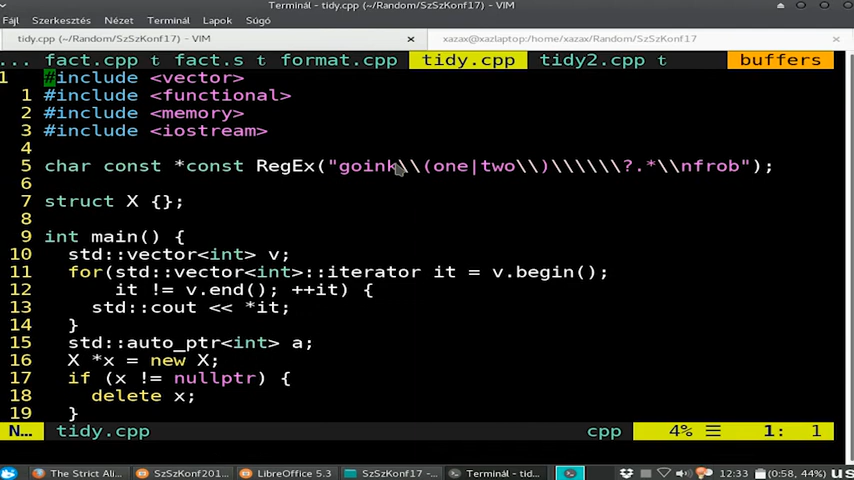 Terminál - tidy.cpp (~/Random/SzSzKonf17) - VIM
Fájl Szerkesztés Nézet Terminál Lapok Súgó
tidy.cpp (~/Random/SzSzKonf17) - VIM × xazax@xazlaptop:/home/xazax/Random/SzSzKonf17 ×
... fact.cpp t fact.s t format.cpp tidy.cpp tidy2.cpp t buffers
1 #include <vector>
1 #include <functional>
2 #include <memory>
3 #include <iostream>
4
5 char const *const RegEx("goink\\(one|two\\)\\\\\\?.*\\nfrob");
6
7 struct X {};
8
9 int main() {
10 std::vector<int> v;
11 for(std::vector<int>::iterator it = v.begin();
12 it != v.end(); ++it) {
13 std::cout << *it;
14 }
15 std::auto_ptr<int> a;
16 X *x = new X;
17 if (x != nullptr) {
18 delete x;
19 }
N... tidy.cpp cpp 4% ☰ 1: 1
The Strict Ali... SzSzKonf201... LibreOffice 5.3 SzSzKonf17 -... Terminál - tid... 12:33 (0:58, 44%) us